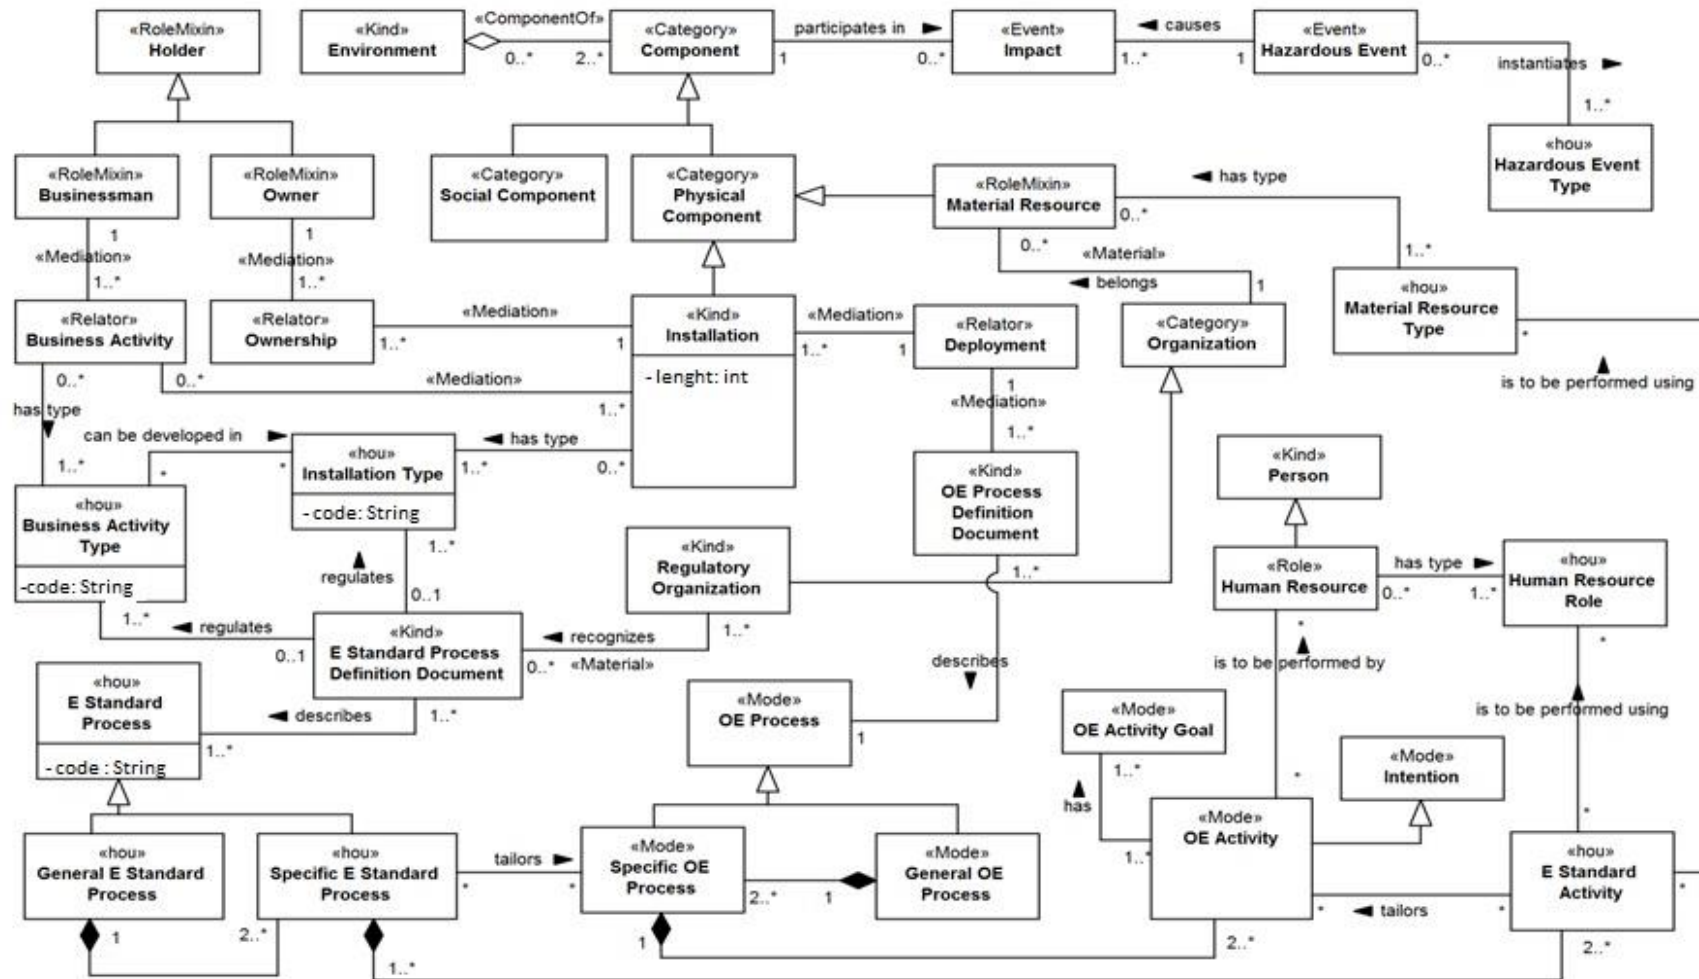 «RoleMixin»
Holder
«Kind»
Environment
«ComponentOf»
0..*
2..*
«Category»
Component
participates in
1
0..*
«Event»
Impact
causes
1..*
1
«Event»
Hazardous Event
0..*
instantiates
1..*
«hou»
Hazardous Event
Type
«RoleMixin»
Businessman
«RoleMixin»
Owner
«Category»
Social Component
«Category»
Physical
Component
«RoleMixin»
Material Resource
has type
0..*
1..*
1
«Mediation»
1..*
1
«Mediation»
1..*
0..*
«Material»
belongs
1
«hou»
Material Resource
Type
*
is to be performed using
«Relator»
Business Activity
«Relator»
Ownership
«Mediation»
1..*
1
«Kind»
Installation
- lenght: int
«Mediation»
1..*
1
«Relator»
Deployment
«Category»
Organization
0..*
0..*
«Mediation»
1..*
has type
1..*
can be developed in
*
*
has type
1..*
0..*
1
«Mediation»
1..*
«hou»
Installation Type
- code: String
«hou»
Business Activity
Type
-code: String
«Kind»
OE Process
Definition
Document
«Kind»
Person
1..*
regulates
0..1
«Kind»
Regulatory
Organization
1..*
«Role»
Human Resource
has type
0..*
1..*
«hou»
Human Resource
Role
1..*
regulates
0..1
«Kind»
E Standard Process
Definition Document
recognizes
0..*
«Material»
1..*
describes
*
is to be performed by
*
is to be performed using
«hou»
E Standard
Process
- code : String
describes
1..*
1..*
«Mode»
OE Process
1
«Mode»
OE Activity Goal
1..*
has
1..*
«Mode»
Intention
*
*
«hou»
General E Standard
Process
«hou»
Specific E Standard
Process
tailors
*
*
«Mode»
Specific OE
Process
2..*
1
«Mode»
General OE
Process
«Mode»
OE Activity
*
tailors
*
«hou»
E Standard
Activity
*
1
2..*
1..*
1
2..*
2..*